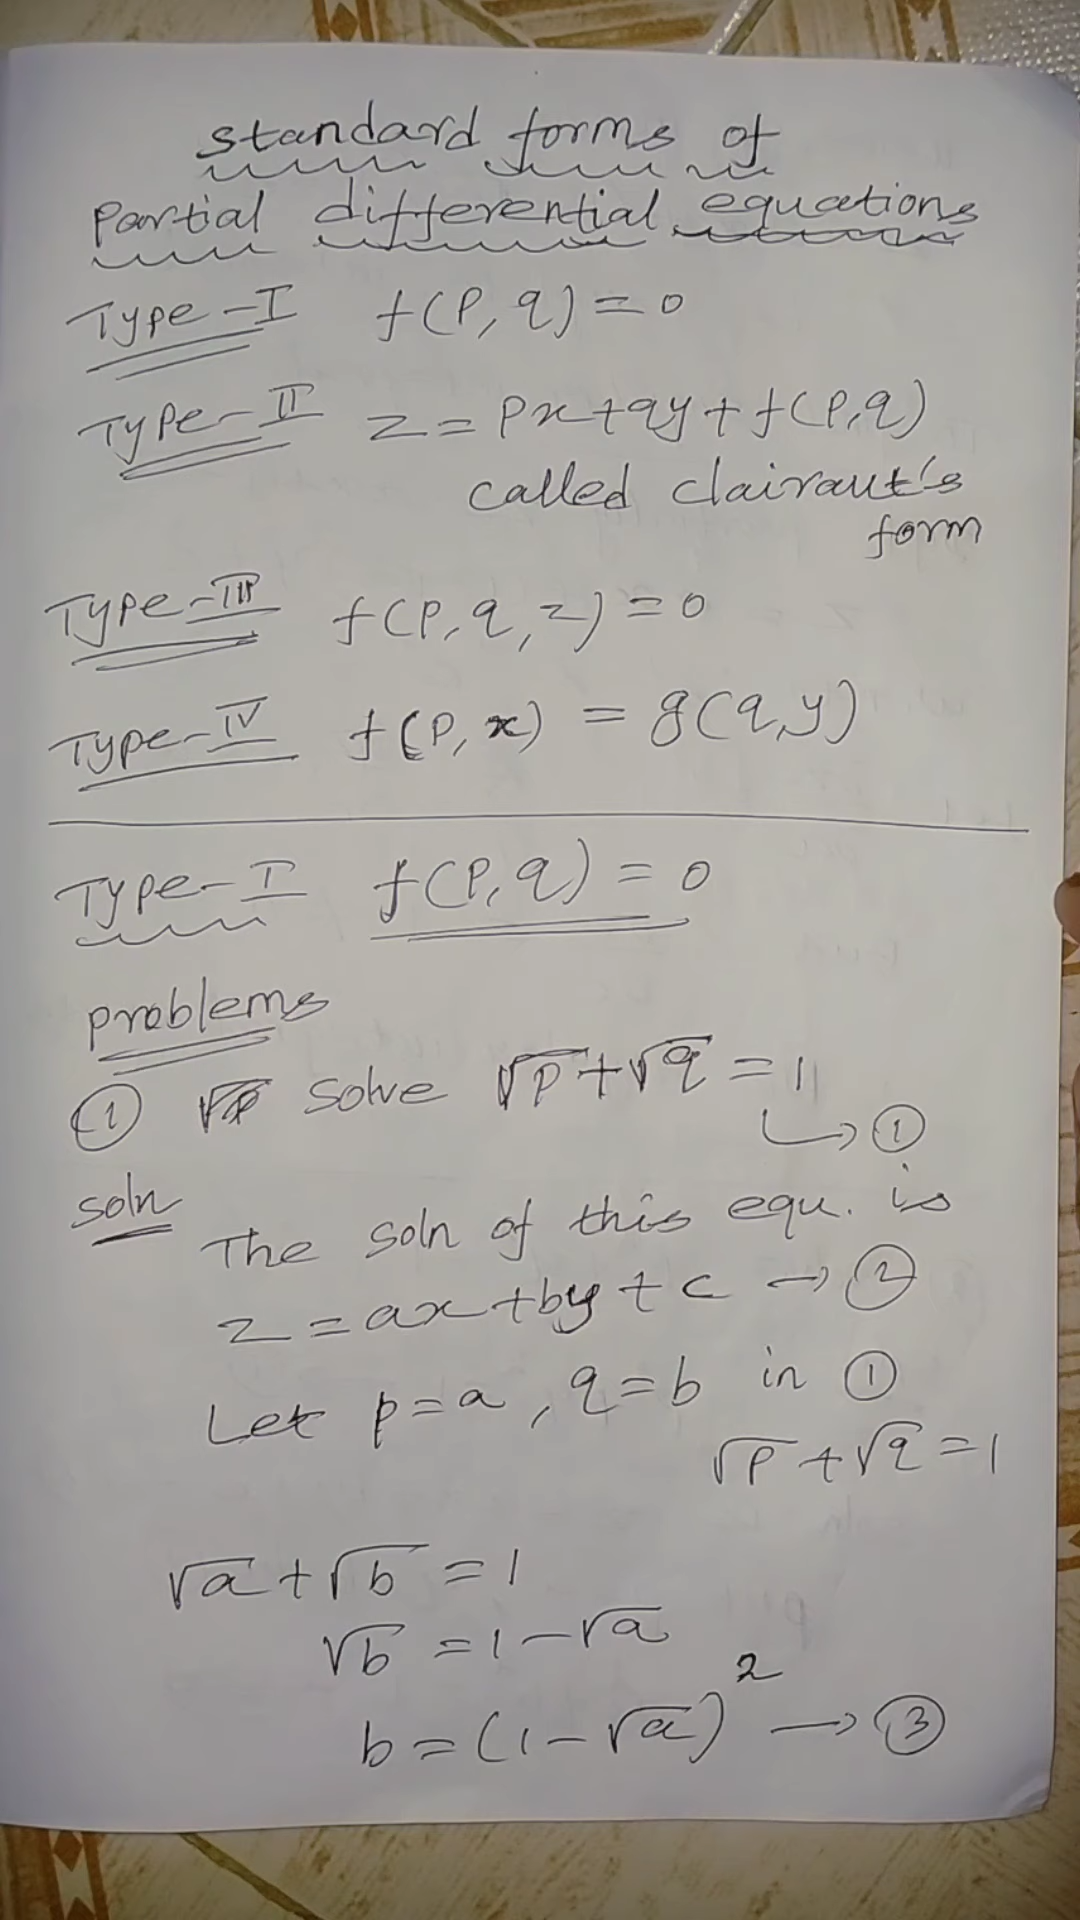 standard forms of
Partial differential equations
Type-I f(P, q) = 0
Type-II z = Px+qy+f(P,q)
called clairaut's
form
Type-III f(P, q, z) = 0
Type-IV f(P, x) = g(q,y)
Type-I f(P, q) = 0
problems
① Solve √p+√q = 1
↳①
soln
The soln of this equ. is
z = ax+by+c → ②
Let p=a, q=b in ①
√p+√q=1
√a+√b = 1
√b = 1-√a
b = (1-√a)² → ③